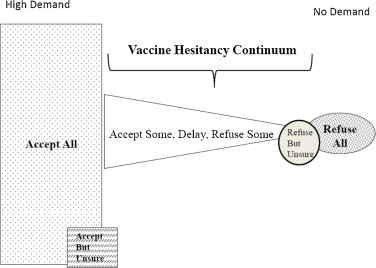 High Demand
No Demand
Vaccine Hesitancy Continuum
Accept All
Accept Some, Delay, Refuse Some
Refuse
But
Unsure
Refuse
All
Accept
But
Unsure